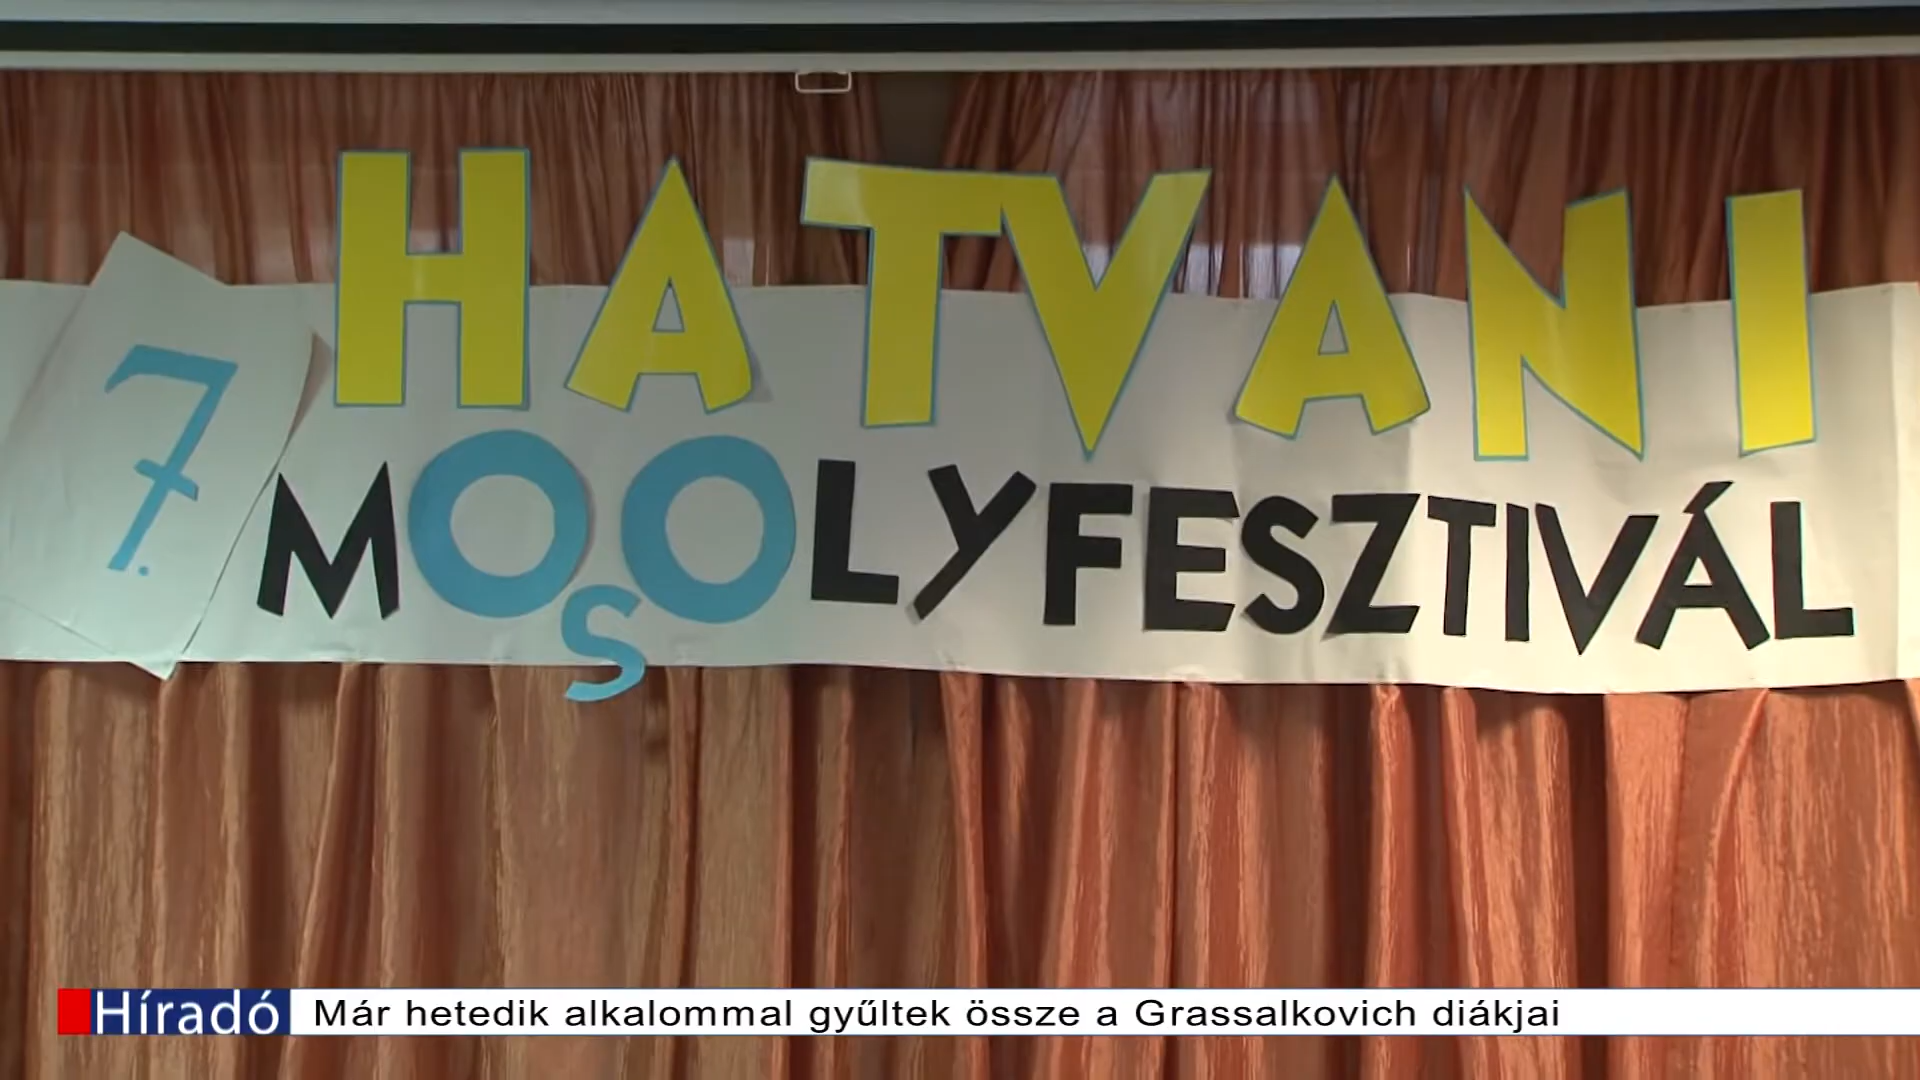 7. HATVANI
MOSOLYFESZTIVÁL
Híradó Már hetedik alkalommal gyűltek össze a Grassalkovich diákjai